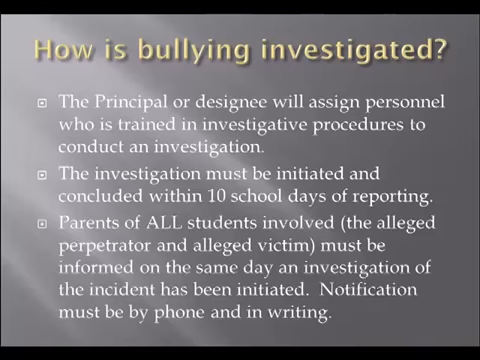 How is bullying investigated?
The Principal or designee will assign personnel
who is trained in investigative procedures to
conduct an investigation.
The investigation must be initiated and
concluded within 10 school days of reporting.
Parents of ALL students involved (the alleged
perpetrator and alleged victim) must be
informed on the same day an investigation of
the incident has been initiated.  Notification
must be by phone and in writing.